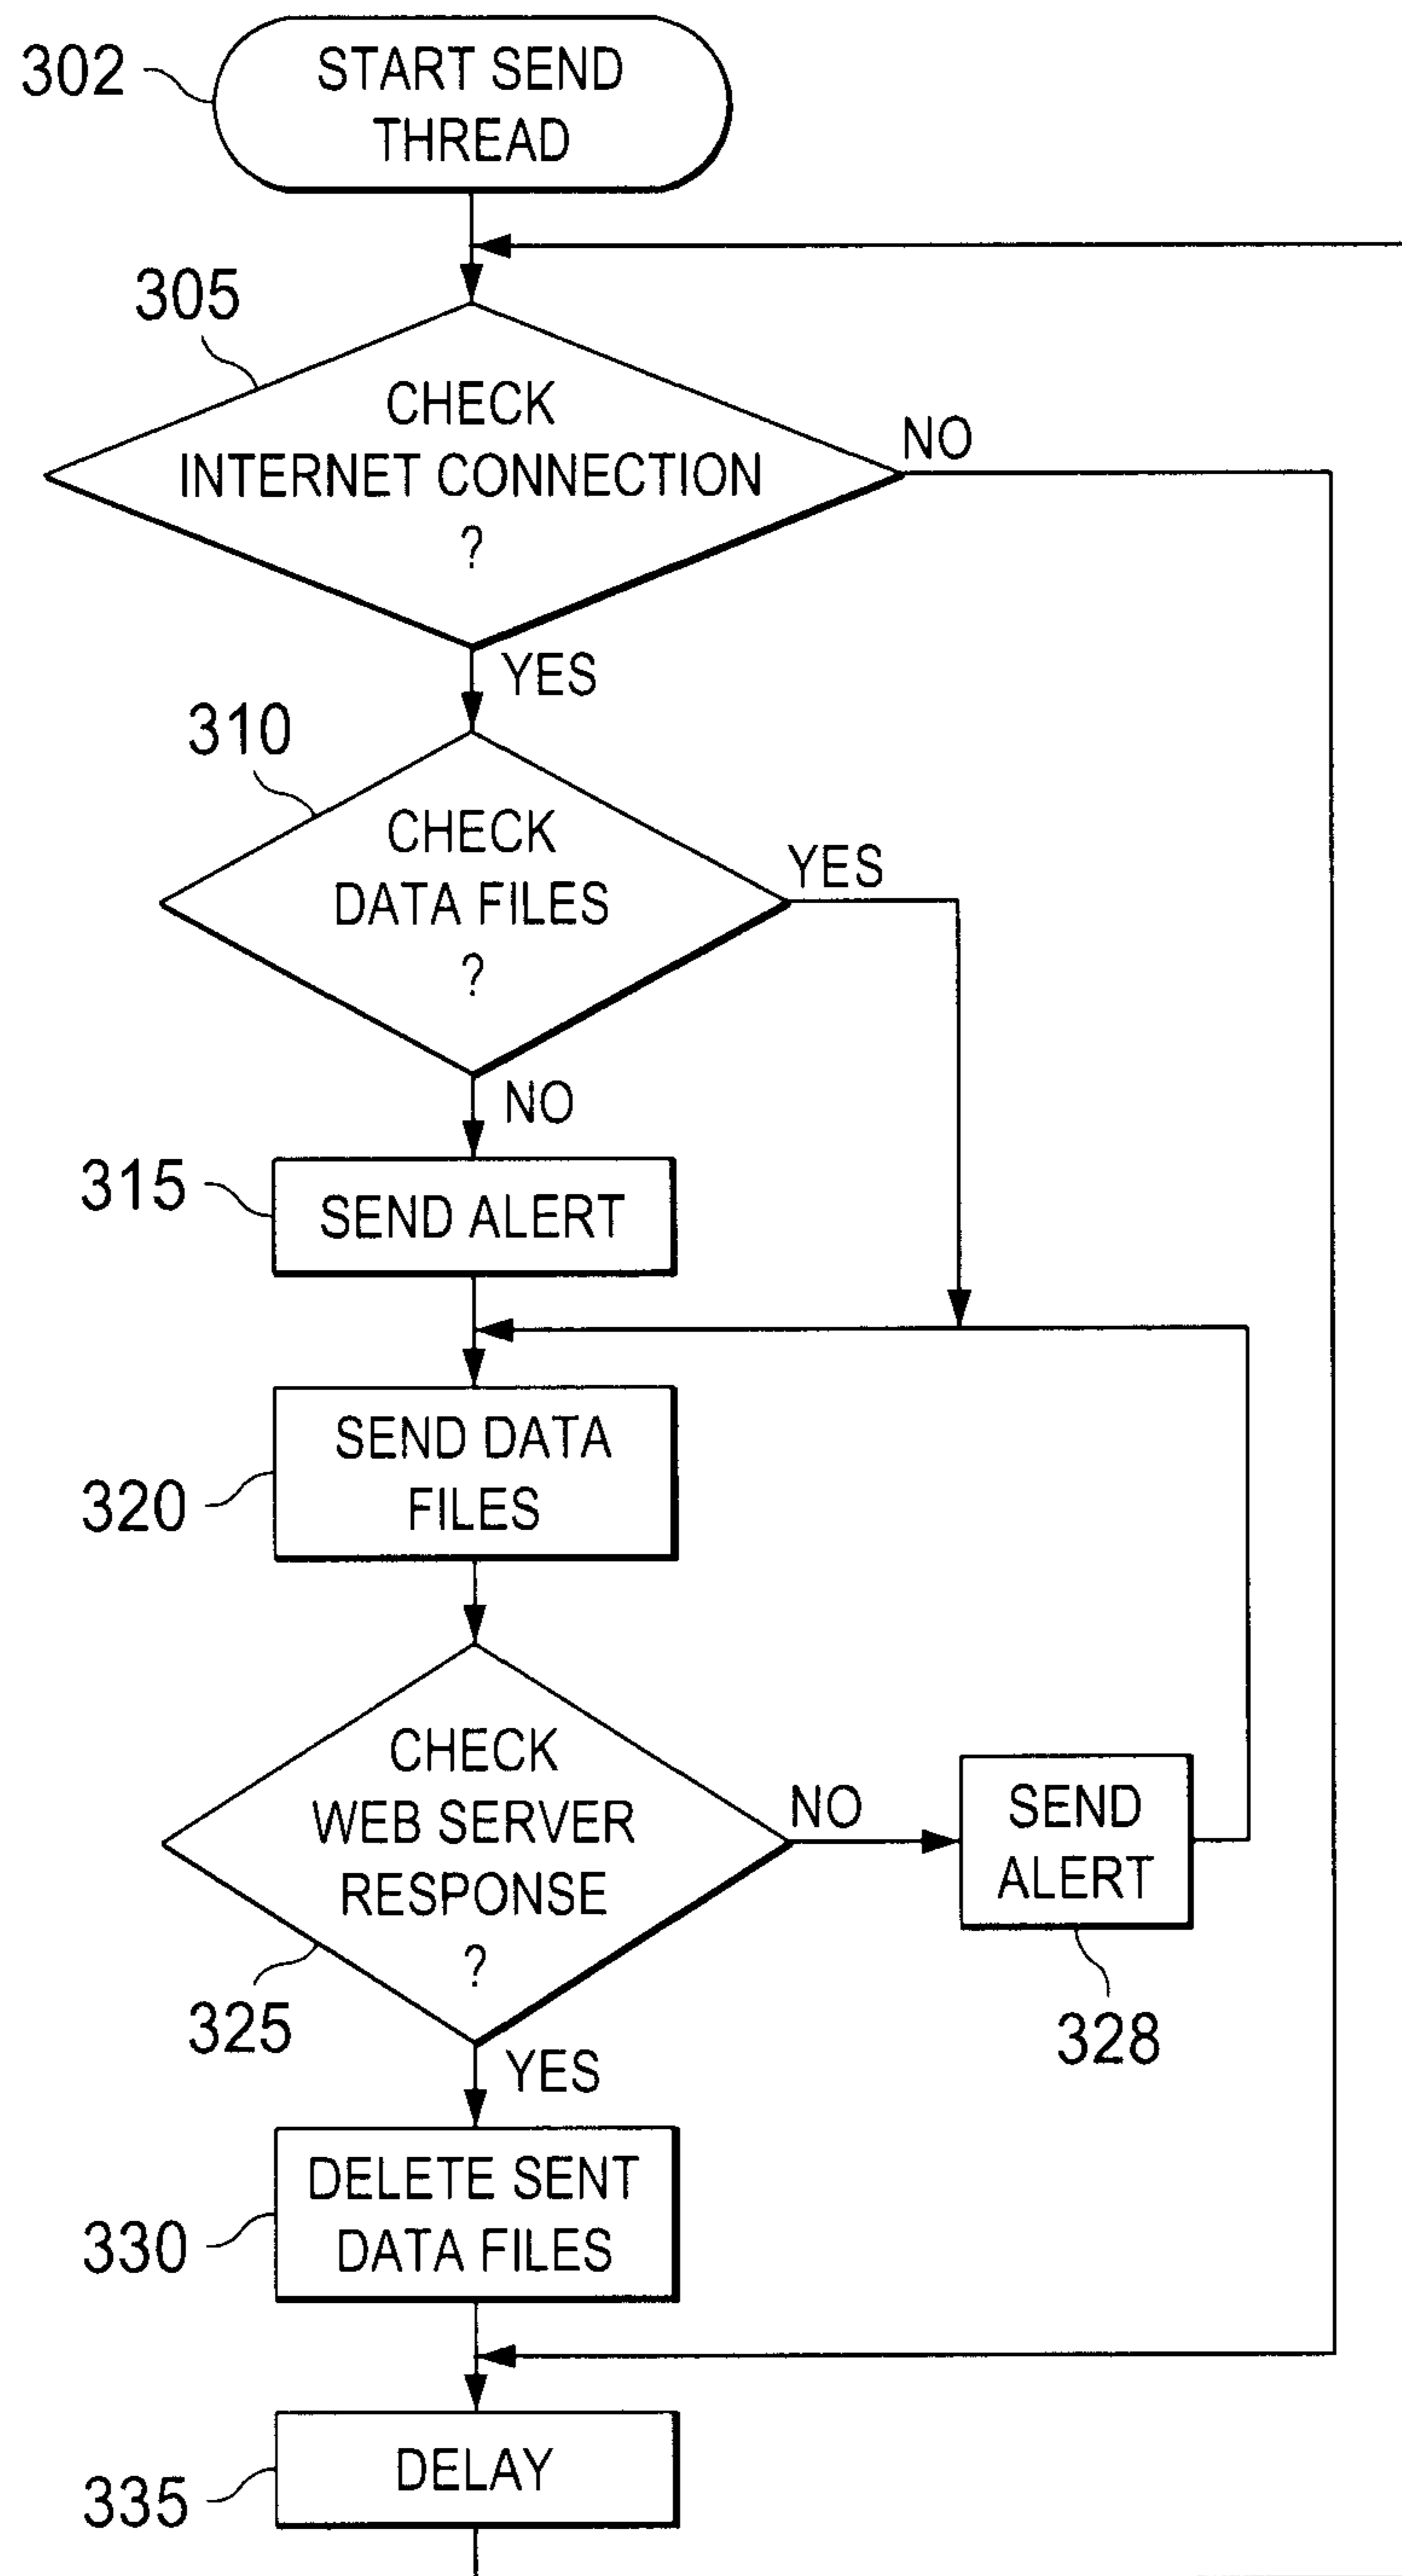 302
START SEND
THREAD
305
CHECK
INTERNET CONNECTION
?
NO
YES
310
CHECK
DATA FILES
?
YES
NO
315
SEND ALERT
320
SEND DATA
FILES
CHECK
WEB SERVER
RESPONSE
?
NO
SEND
ALERT
325
328
YES
330
DELETE SENT
DATA FILES
335
DELAY